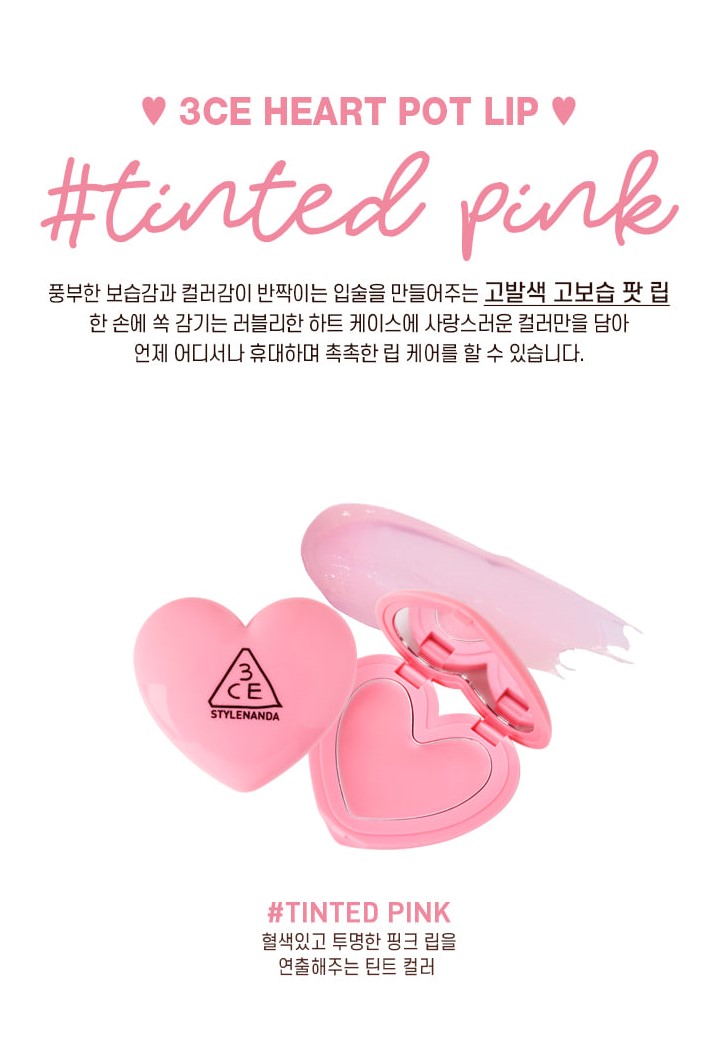 ♥ 3CE HEART POT LIP ♥
#tinted pink
풍부한 보습감과 컬러감이 반짝이는 입술을 만들어주는 고발색 고보습 팟 립
한 손에 쏙 감기는 러블리한 하트 케이스에 사랑스러운 컬러만을 담아
언제 어디서나 휴대하며 촉촉한 립 케어를 할 수 있습니다.
3
CE
STYLENANDA
#TINTED PINK
혈색있고 투명한 핑크 립을
연출해주는 틴트 컬러